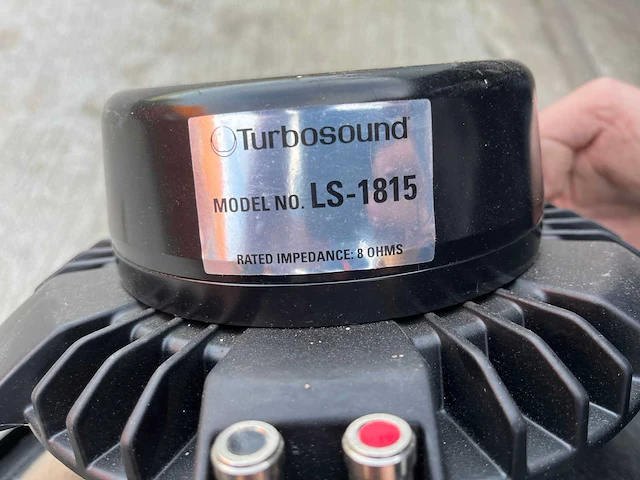 Turbosound
MODEL NO. LS-1815
RATED IMPEDANCE: 8 OHMS